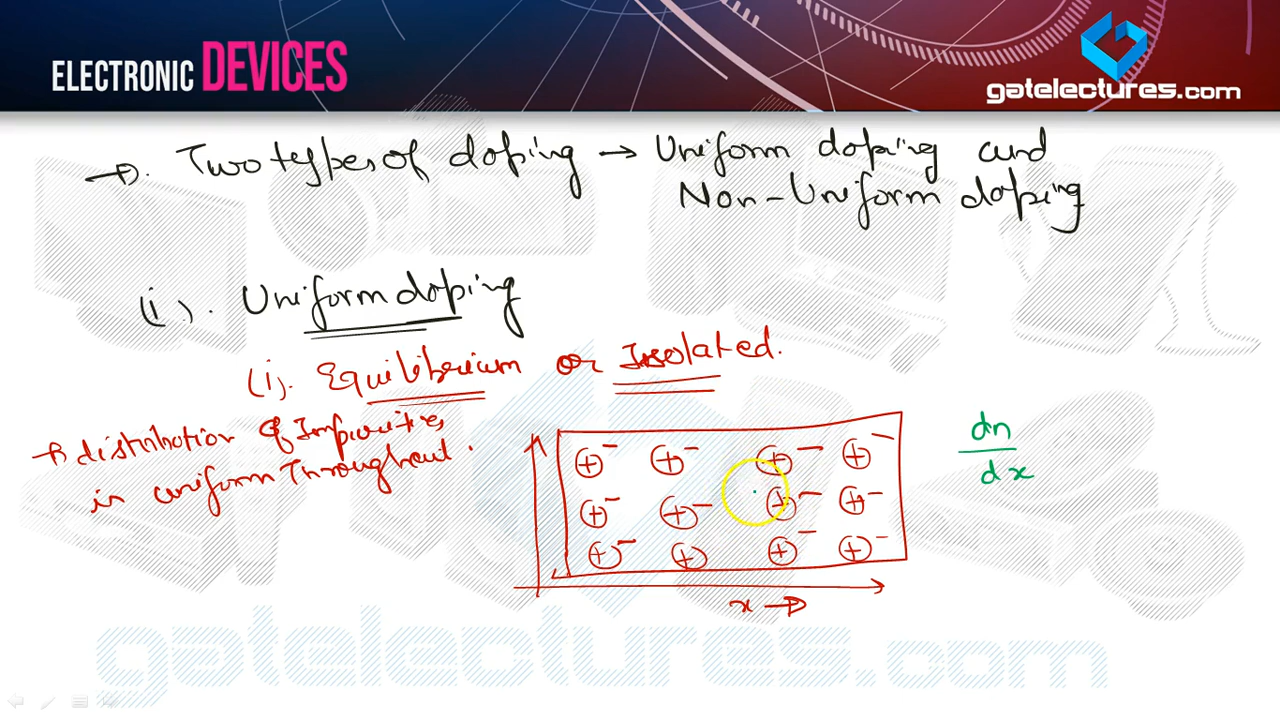 ELECTRONIC DEVICES
gatelectures.com
→. Two types of doping → Uniform doping and
Non-Uniform doping
(i). Uniform doping
(i). Equilibrium or Isolated.
→ distribution of Impurities
is uniform Throughout.
dn
dx
x →
gatelectures.com